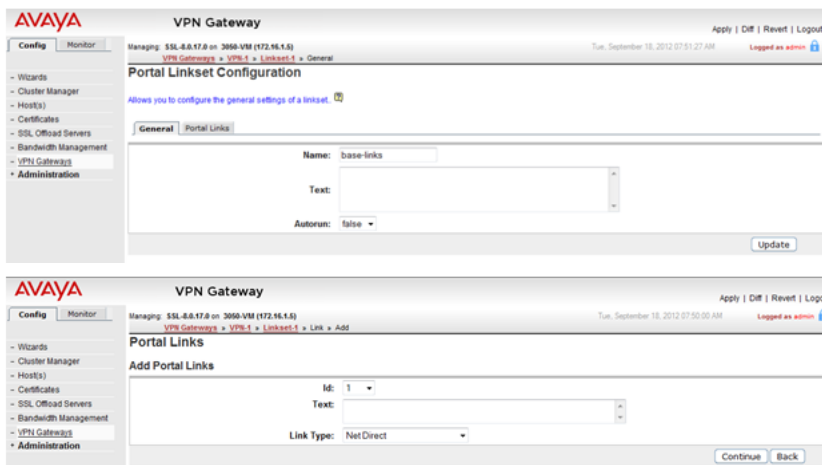 AVAYA
VPN Gateway
Apply | Diff | Revert | Logout
Config
Monitor
Managing: SSL-8.0.17.0 on 3050-VM (172.16.1.5)
Tue, September 18, 2012 07:51:27 AM
Logged as admin
VPN Gateways » VPN-1 » Linkset-1 » General
Portal Linkset Configuration
Allows you to configure the general settings of a linkset..
– Wizards
– Cluster Manager
– Host(s)
– Certificates
– SSL Offload Servers
– Bandwidth Management
– VPN Gateways
+ Administration
General
Portal Links
Name: base-links
Text:
Autorun: false
Update
AVAYA
VPN Gateway
Apply | Diff | Revert | Logo
Config
Monitor
Managing: SSL-8.0.17.0 on 3050-VM (172.16.1.5)
Tue, September 18, 2012 07:50:00 AM
Logged as admin
VPN Gateways » VPN-1 » Linkset-1 » Link » Add
Portal Links
Add Portal Links
– Wizards
– Cluster Manager
– Host(s)
– Certificates
– SSL Offload Servers
– Bandwidth Management
– VPN Gateways
+ Administration
Id: 1
Text:
Link Type: Net Direct
Continue
Back